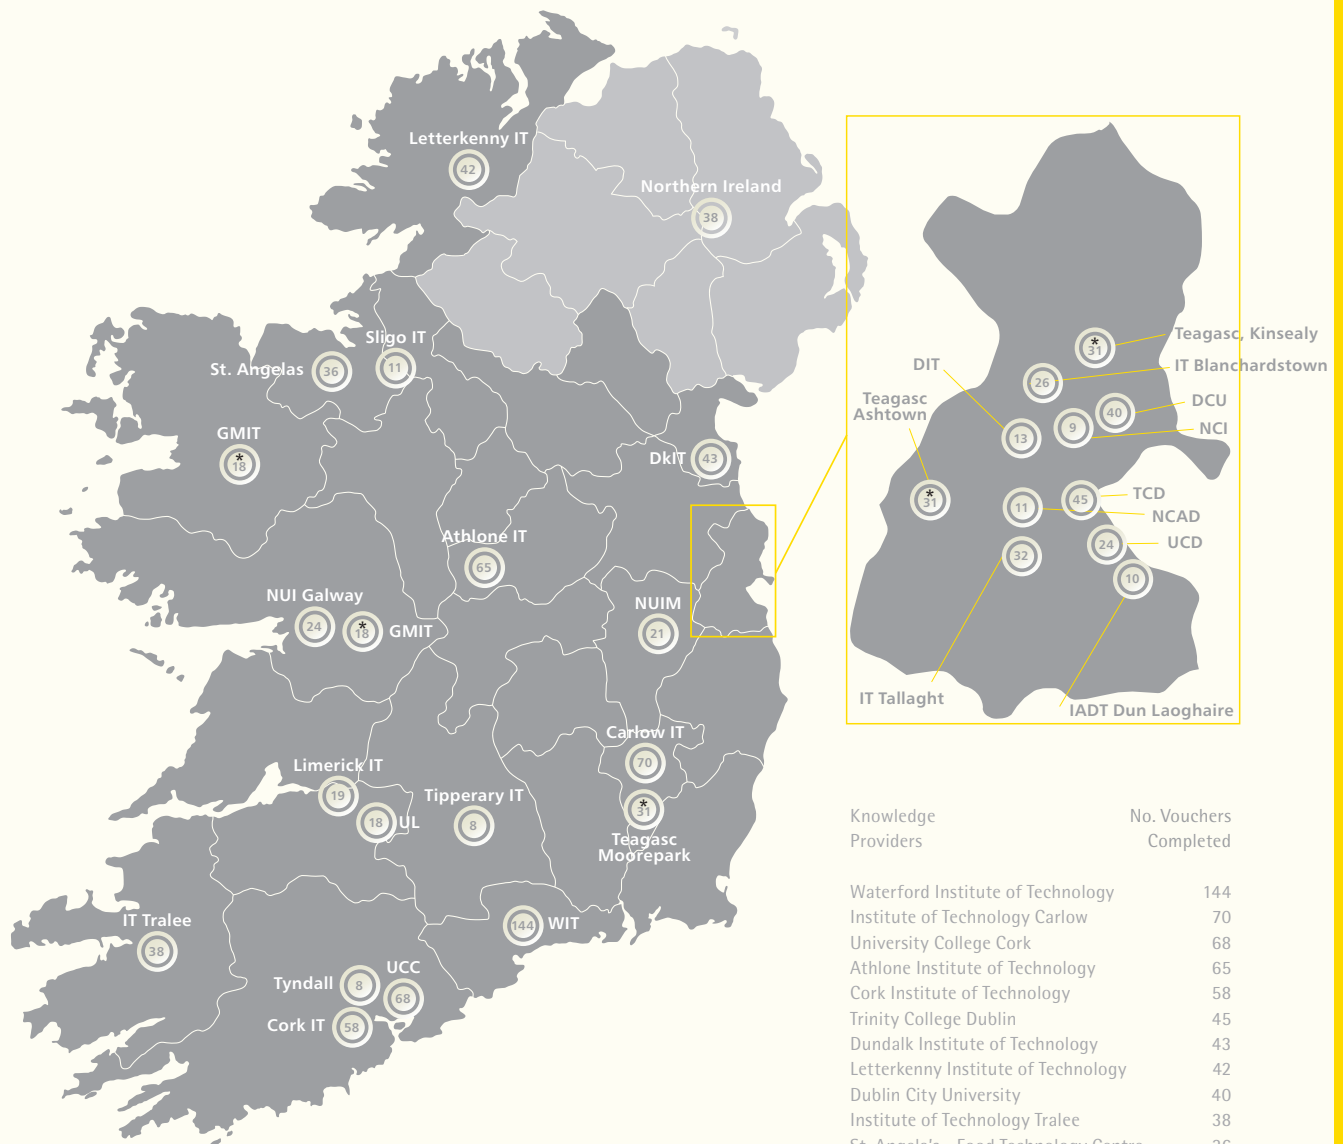 Letterkenny IT
42
Northern Ireland
38
Sligo IT
11
St. Angelas
36
GMIT
*
18
DkIT
43
Athlone IT
65
NUI Galway
24
*
18
GMIT
NUIM
21
Carlow IT
70
Limerick IT
19
18
UL
Tipperary IT
8
*
31
Teagasc
Moorepark
IT Tralee
38
144
WIT
Tyndall
8
UCC
68
Cork IT
58
*
31
Teagasc, Kinsealy
26
IT Blanchardstown
DIT
13
9
40
DCU
NCI
Teagasc
Ashtown
*
31
11
45
TCD
NCAD
32
24
UCD
10
IT Tallaght
IADT Dun Laoghaire
Knowledge No. Vouchers
Providers Completed
Waterford Institute of Technology 144
Institute of Technology Carlow 70
University College Cork 68
Athlone Institute of Technology 65
Cork Institute of Technology 58
Trinity College Dublin 45
Dundalk Institute of Technology 43
Letterkenny Institute of Technology 42
Dublin City University 40
Institute of Technology Tralee 38
St. Angela's - Food Technology Centre 36